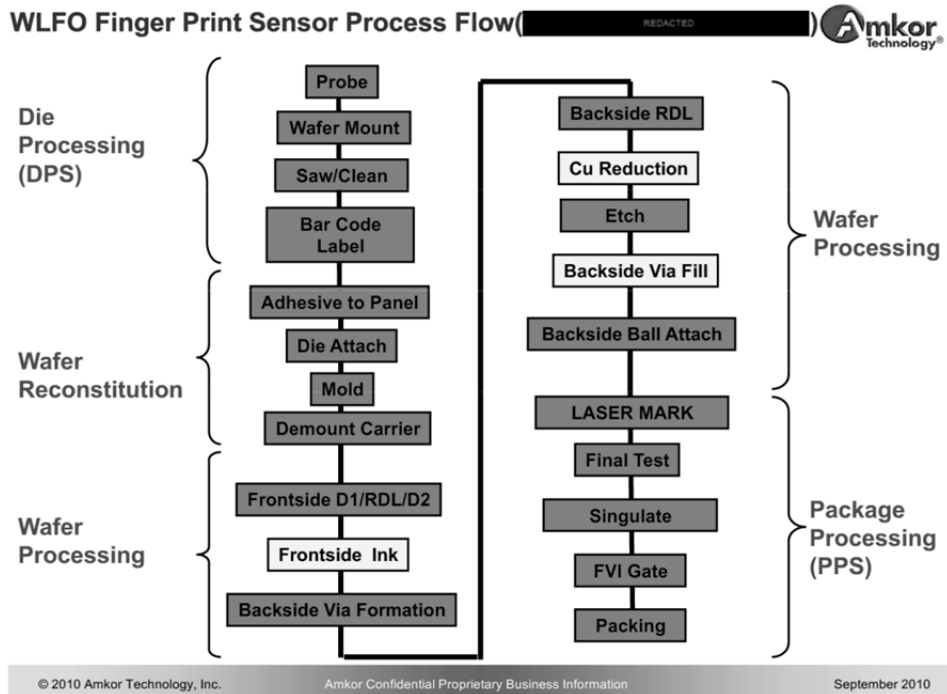 WLFO Finger Print Sensor Process Flow(REDACTED)
Amkor
Technology®
Die
Processing
(DPS)
Probe
Wafer Mount
Saw/Clean
Bar Code
Label
Wafer
Reconstitution
Adhesive to Panel
Die Attach
Mold
Demount Carrier
Wafer
Processing
Frontside D1/RDL/D2
Frontside Ink
Backside Via Formation
Backside RDL
Cu Reduction
Etch
Backside Via Fill
Backside Ball Attach
Wafer
Processing
LASER MARK
Final Test
Singulate
FVI Gate
Packing
Package
Processing
(PPS)
© 2010 Amkor Technology, Inc.
Amkor Confidential Proprietary Business Information
September 2010